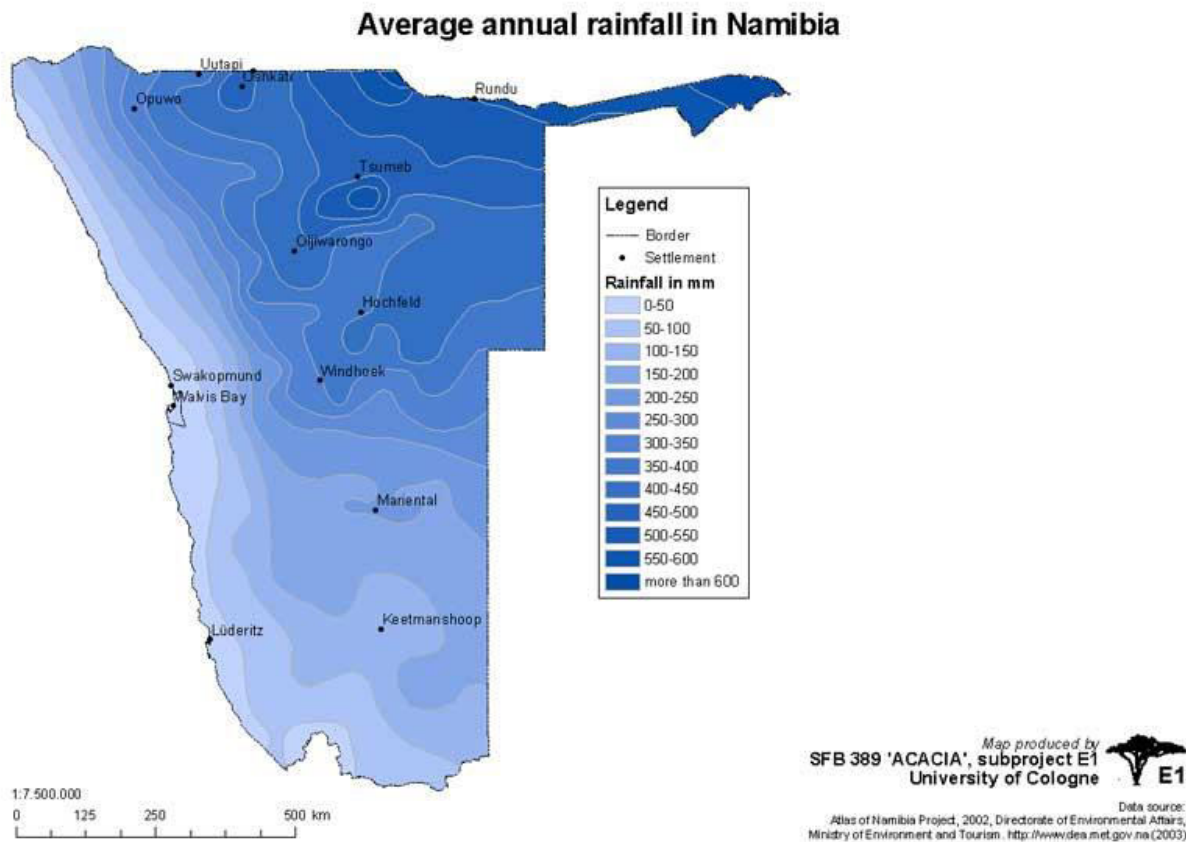 Average annual rainfall in Namibia
Uutapi
Opuwo
Rundu
Tsumeb
Otjiwarongo
Hochfeld
Windhoek
Swakopmund
Walvis Bay
Mariental
Keetmanshoop
Lüderitz
Legend
Border
Settlement
Rainfall in mm
0-50
50-100
100-150
150-200
200-250
250-300
300-350
350-400
400-450
450-500
500-550
550-600
more than 600
Map produced by
SFB 389 'ACACIA', subproject E1
University of Cologne
E1
1:7.500.000
0 125 250 500 km
Data source:
Atlas of Namibia Project, 2002, Directorate of Environmental Affairs,
Ministry of Environment and Tourism. http://www.dea.met.gov.na (2003)